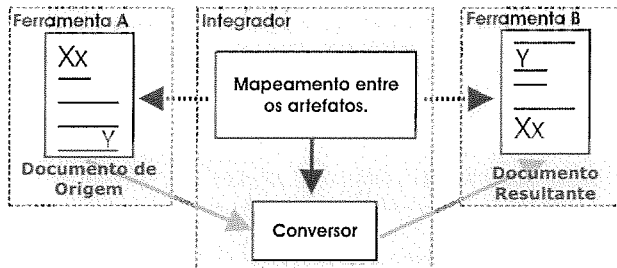 Ferramenta A
Integrador
Ferramenta B
Xx
Y
Documento de
Origem
Mapeamento entre
os artefatos.
Conversor
Y
Xx
Documento
Resultante